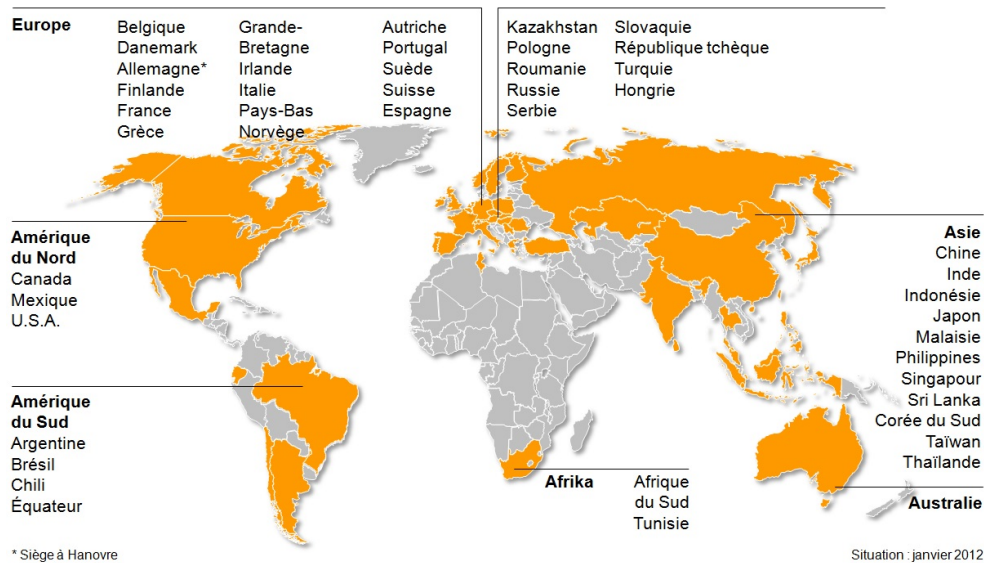 Europe
Belgique
Danemark
Allemagne*
Finlande
France
Grèce
Grande-
Bretagne
Irlande
Italie
Pays-Bas
Norvège
Autriche
Portugal
Suède
Suisse
Espagne
Kazakhstan
Pologne
Roumanie
Russie
Serbie
Slovaquie
République tchèque
Turquie
Hongrie
Amérique
du Nord
Canada
Mexique
U.S.A.
Amérique
du Sud
Argentine
Brésil
Chili
Équateur
Afrika
Afrique
du Sud
Tunisie
Asie
Chine
Inde
Indonésie
Japon
Malaisie
Philippines
Singapour
Sri Lanka
Corée du Sud
Taïwan
Thaïlande
Australie
* Siège à Hanovre
Situation : janvier 2012